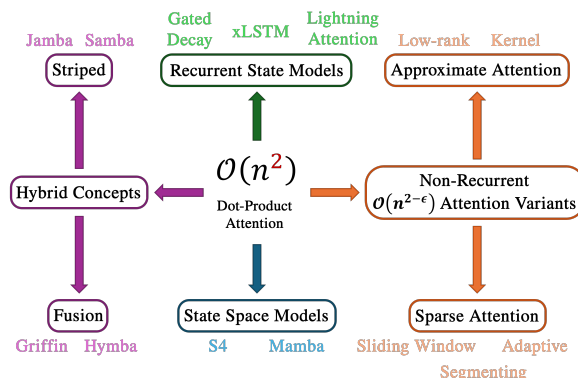 Jamba Samba
Striped
Gated
Decay
xLSTM
Lightning
Attention
Recurrent State Models
Low-rank Kernel
Approximate Attention
Hybrid Concepts
𝒪(n²)
Dot-Product
Attention
Non-Recurrent
𝓞(n²⁻ᵋ) Attention Variants
Fusion
Griffin Hymba
State Space Models
S4 Mamba
Sparse Attention
Sliding Window Adaptive
Segmenting